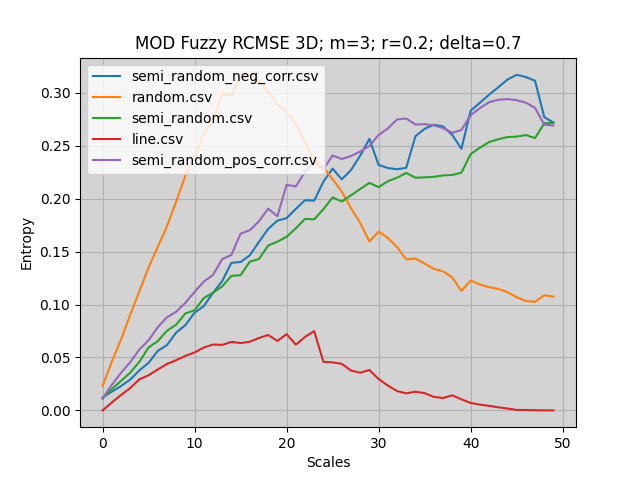 MOD Fuzzy RCMSE 3D; m=3; r=0.2; delta=0.7
semi_random_neg_corr.csv
random.csv
semi_random.csv
line.csv
semi_random_pos_corr.csv
Entropy
0.30
0.25
0.20
0.15
0.10
0.05
0.00
0 10 20 30 40 50
Scales